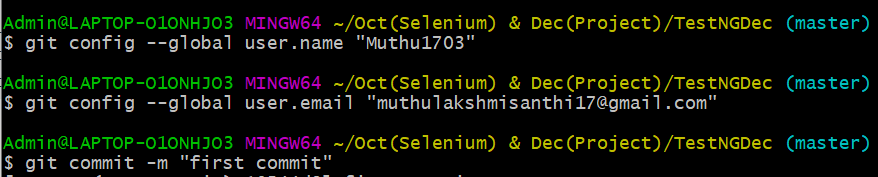 Admin@LAPTOP-O1ONHJO3 MINGW64 ~/Oct(Selenium) & Dec(Project)/TestNGDec (master)
$ git config --global user.name "Muthu1703"
Admin@LAPTOP-O1ONHJO3 MINGW64 ~/Oct(Selenium) & Dec(Project)/TestNGDec (master)
$ git config --global user.email "muthulakshmisanthi17@gmail.com"
Admin@LAPTOP-O1ONHJO3 MINGW64 ~/Oct(Selenium) & Dec(Project)/TestNGDec (master)
$ git commit -m "first commit"